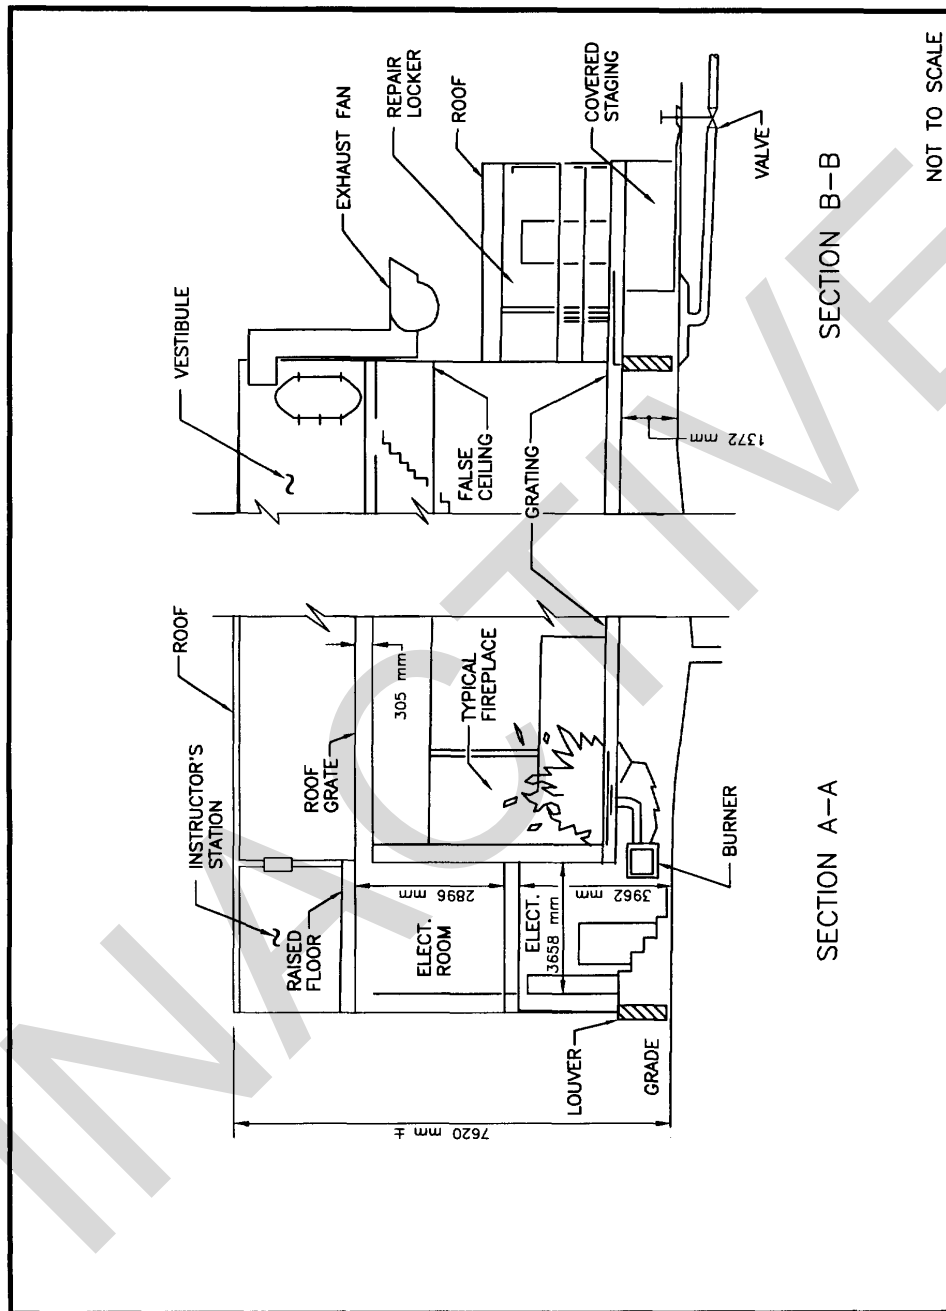 INSTRUCTOR'S
STATION
ROOF
RAISED
FLOOR
ROOF
GRATE
305 mm
2896 mm
ELECT.
ROOM
TYPICAL
FIREPLACE
ELECT.
3658 mm
3962 mm
7620 mm ±
LOUVER
GRADE
BURNER
SECTION A-A
VESTIBULE
EXHAUST FAN
REPAIR
LOCKER
ROOF
FALSE
CEILING
GRATING
COVERED
STAGING
1372 mm
VALVE
SECTION B-B
NOT TO SCALE
INACTIVE